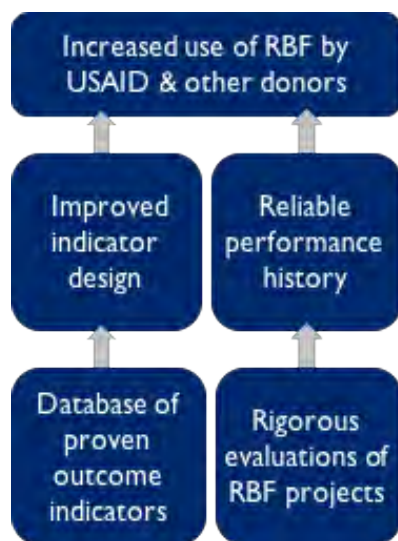 Increased use of RBF by
USAID & other donors
Improved
indicator
design
Reliable
performance
history
Database of
proven
outcome
indicators
Rigorous
evaluations of
RBF projects